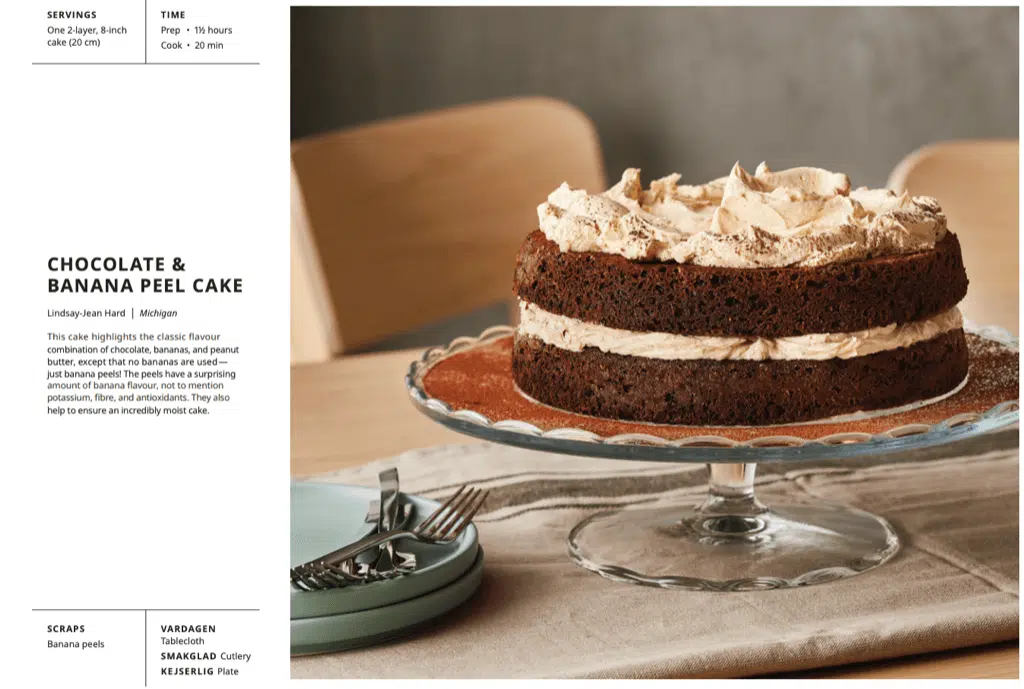 SERVINGS
One 2-layer, 8-inch
cake (20 cm)
TIME
Prep • 1½ hours
Cook • 20 min
CHOCOLATE &
BANANA PEEL CAKE
Lindsay-Jean Hard | Michigan
This cake highlights the classic flavour
combination of chocolate, bananas, and peanut
butter, except that no bananas are used—
just banana peels! The peels have a surprising
amount of banana flavour, not to mention
potassium, fibre, and antioxidants. They also
help to ensure an incredibly moist cake.
SCRAPS
Banana peels
VARDAGEN
Tablecloth
SMAKGLAD Cutlery
KEJSERLIG Plate